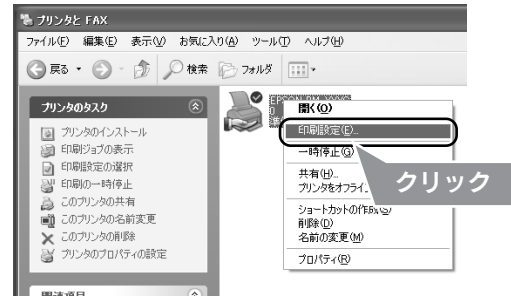 プリンタと FAX
ファイル(F) 編集(E) 表示(V) お気に入り(A) ツール(T) ヘルプ(H)
戻る 検索 フォルダ
プリンタのタスク
プリンタのインストール
印刷ジョブの表示
印刷設定の選択
印刷の一時停止
このプリンタの共有
このプリンタの名前変更
このプリンタの削除
プリンタのプロパティの設定
関連項目
EPSON
0
開く(O)
印刷設定(E)...
一時停止(G)
共有(H)...
プリンタをオフライン
ショートカットの作成(S)
削除(D)
名前の変更(M)
プロパティ(R)
クリック